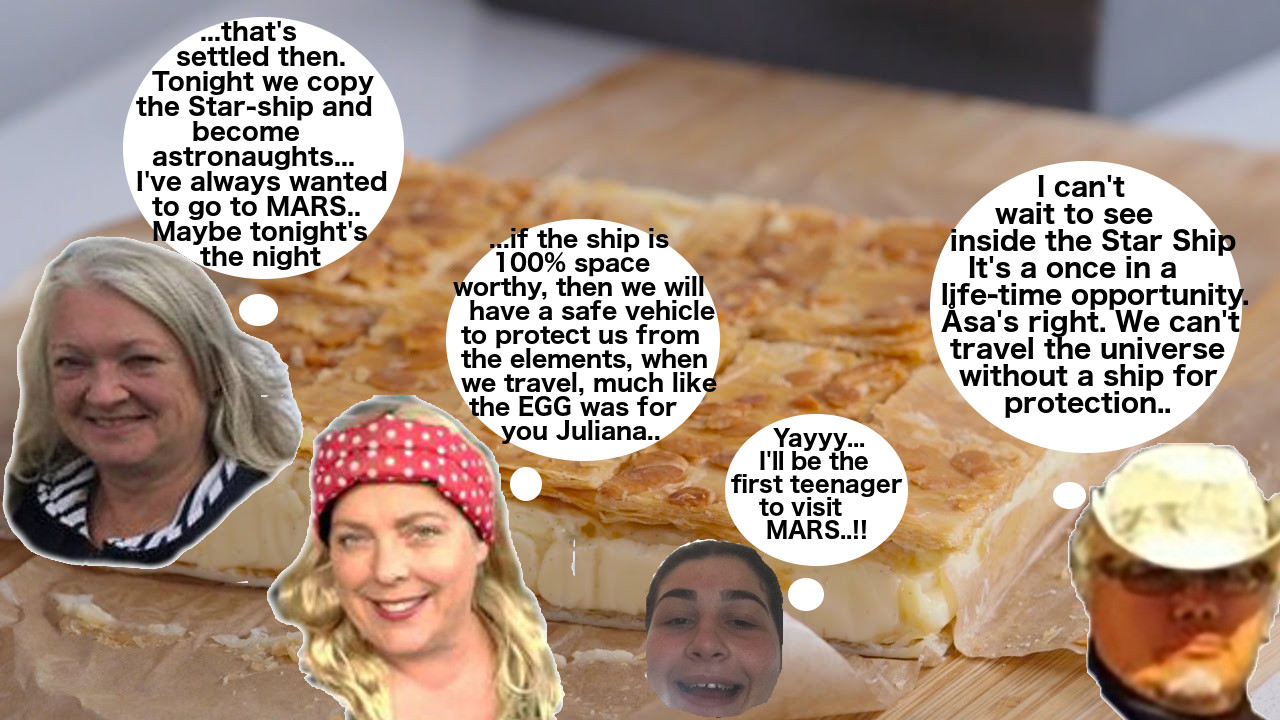 ...that's
settled then.
Tonight we copy
the Star-ship and
become
astronaughts...
I've always wanted
to go to MARS..
Maybe tonight's
the night
...if the ship is
100% space
worthy, then we will
have a safe vehicle
to protect us from
the elements, when
we travel, much like
the EGG was for
you Juliana..
Yayyy...
I'll be the
first teenager
to visit
MARS..!!
I can't
wait to see
inside the Star Ship
It's a once in a
life-time opportunity.
Åsa's right. We can't
travel the universe
without a ship for
protection..